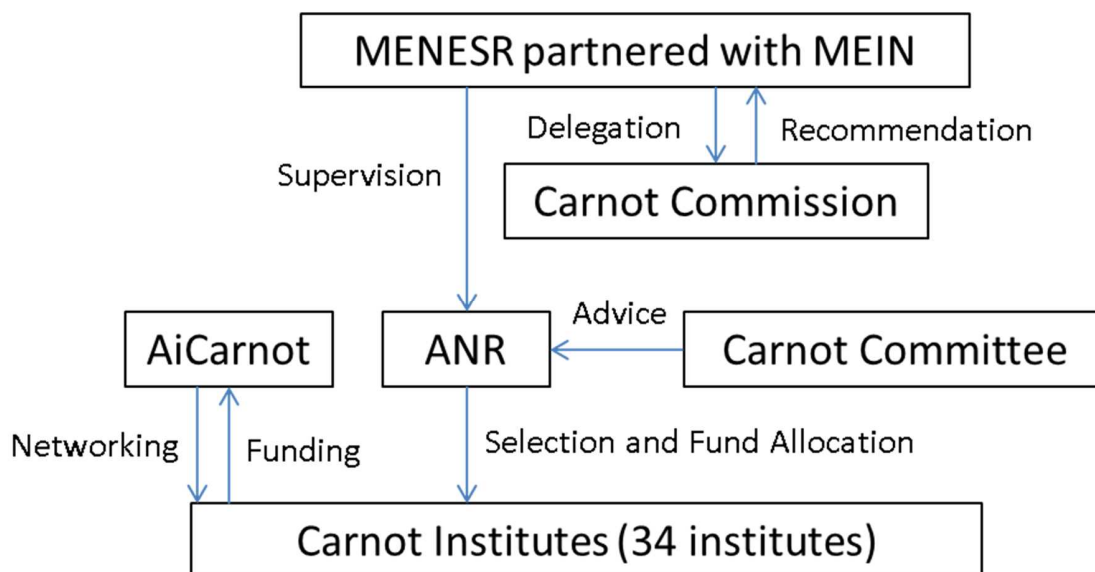 MENESR partnered with MEIN
Delegation
Recommendation
Supervision
Carnot Commission
Advice
AiCarnot
ANR
Carnot Committee
Networking
Funding
Selection and Fund Allocation
Carnot Institutes (34 institutes)